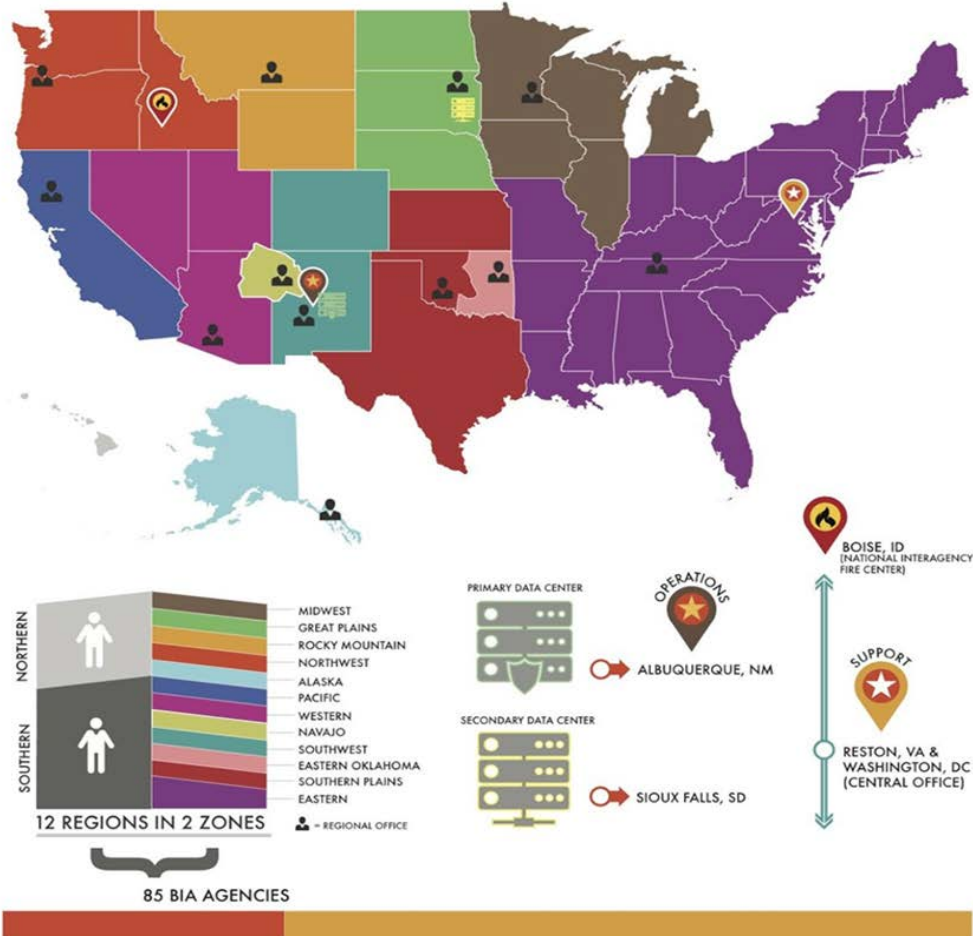 BOISE, ID
(NATIONAL INTERAGENCY
FIRE CENTER)
NORTHERN
SOUTHERN
MIDWEST
GREAT PLAINS
ROCKY MOUNTAIN
NORTHWEST
ALASKA
PACIFIC
WESTERN
NAVAJO
SOUTHWEST
EASTERN OKLAHOMA
SOUTHERN PLAINS
EASTERN
12 REGIONS IN 2 ZONES
= REGIONAL OFFICE
85 BIA AGENCIES
PRIMARY DATA CENTER
OPERATIONS
ALBUQUERQUE, NM
SECONDARY DATA CENTER
SIOUX FALLS, SD
SUPPORT
RESTON, VA &
WASHINGTON, DC
(CENTRAL OFFICE)